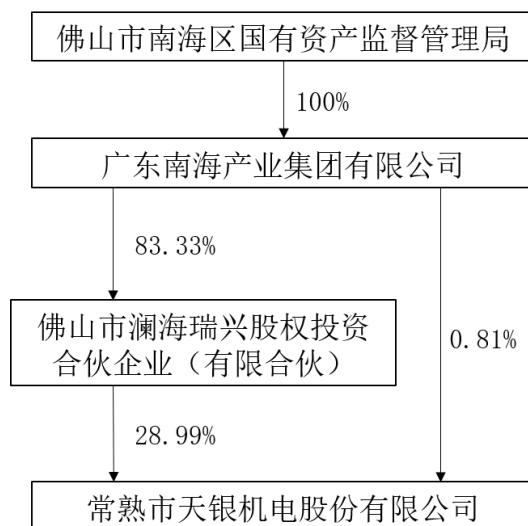 佛山市南海区国有资产监督管理局
100%
广东南海产业集团有限公司
83.33%
佛山市澜海瑞兴股权投资
合伙企业（有限合伙）
0.81%
28.99%
常熟市天银机电股份有限公司